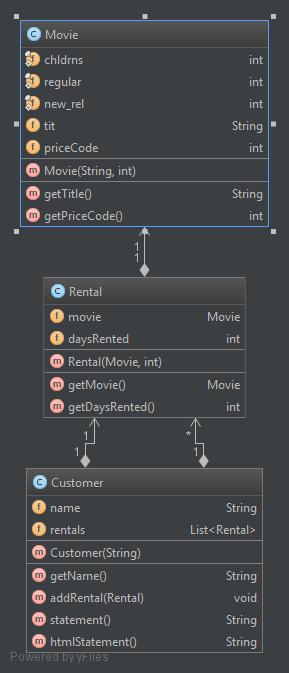 C Movie
f chldrns int
f regular int
f new_rel int
f tit String
f priceCode int
m Movie(String, int)
m getTitle() String
m getPriceCode() int
1
1
C Rental
f movie Movie
f daysRented int
m Rental(Movie, int)
m getMovie() Movie
m getDaysRented() int
1 *
1 1
C Customer
f name String
f rentals List<Rental>
m Customer(String)
m getName() String
m addRental(Rental) void
m statement() String
m htmlStatement() String
Powered by yFiles